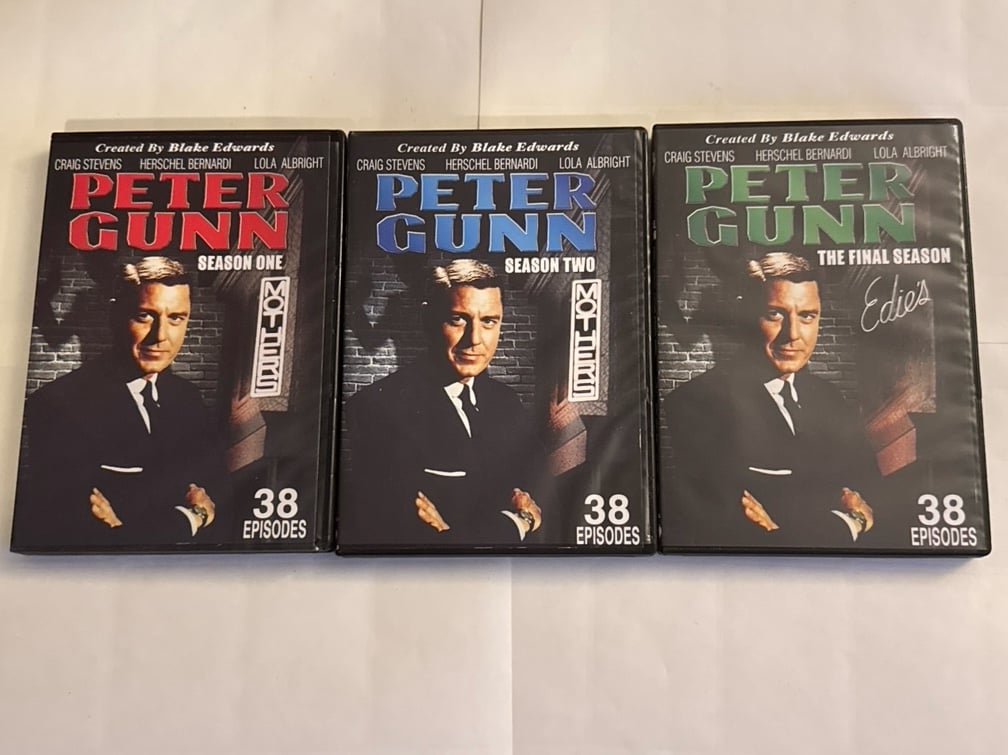 Created By Blake Edwards
CRAIG STEVENS HERSCHEL BERNARDI LOLA ALBRIGHT
PETER
GUNN
SEASON ONE
MOTHERS
38
EPISODES
Created By Blake Edwards
CRAIG STEVENS HERSCHEL BERNARDI LOLA ALBRIGHT
PETER
GUNN
SEASON TWO
MOTHERS
38
EPISODES
Created By Blake Edwards
CRAIG STEVENS HERSCHEL BERNARDI LOLA ALBRIGHT
PETER
GUNN
THE FINAL SEASON
Edie's
38
EPISODES